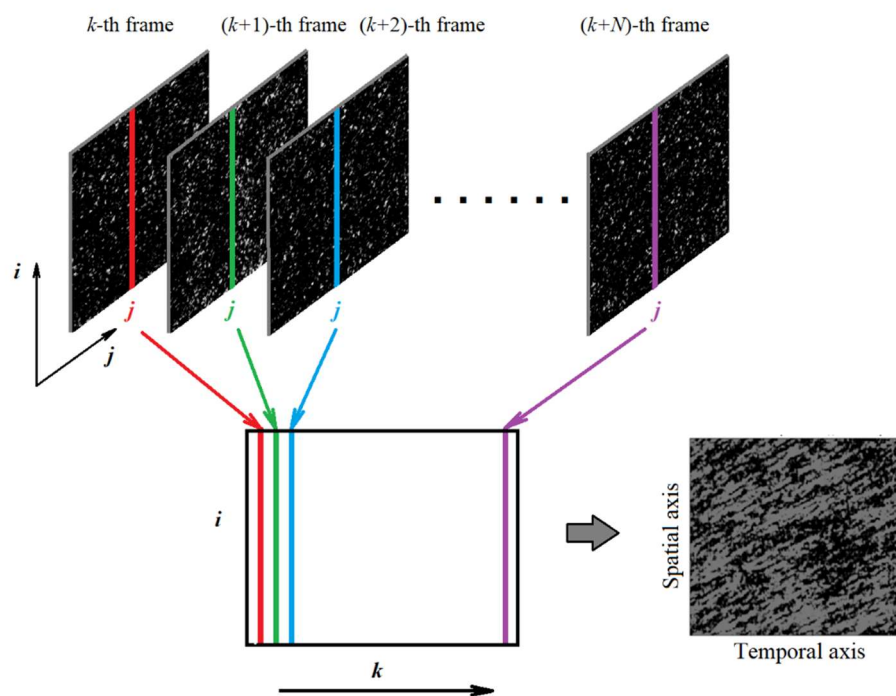 k-th frame (k+1)-th frame (k+2)-th frame (k+N)-th frame
i
j j j j
j
i
Spatial axis
Temporal axis
k